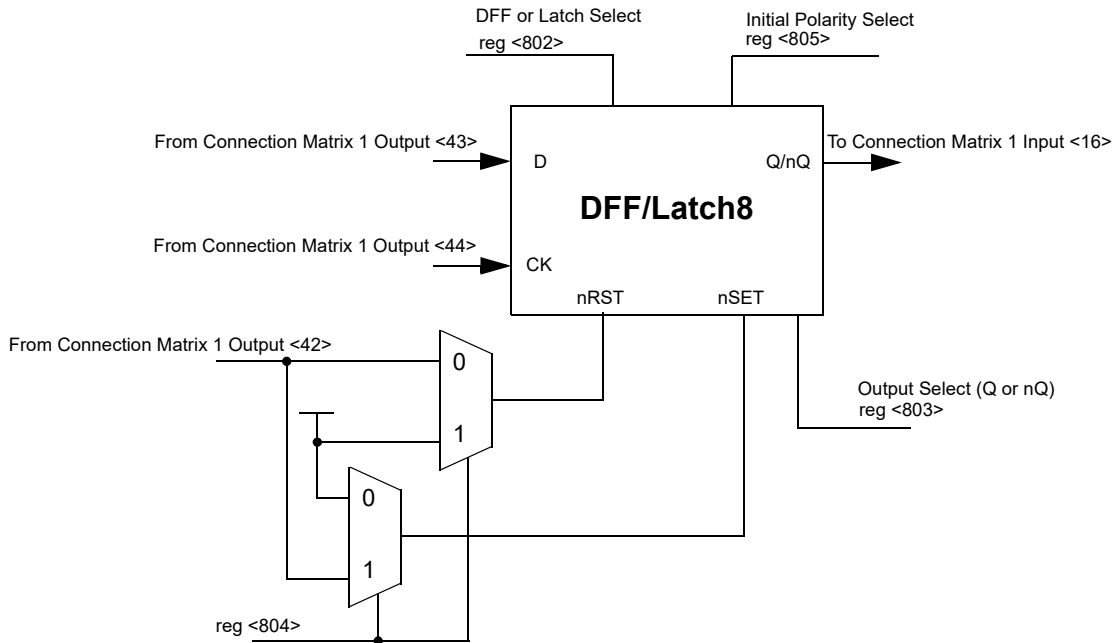 DFF or Latch Select
reg <802>
Initial Polarity Select
reg <805>
From Connection Matrix 1 Output <43>
D
Q/nQ
To Connection Matrix 1 Input <16>
DFF/Latch8
From Connection Matrix 1 Output <44>
CK
nRST
nSET
From Connection Matrix 1 Output <42>
0
1
Output Select (Q or nQ)
reg <803>
0
1
reg <804>